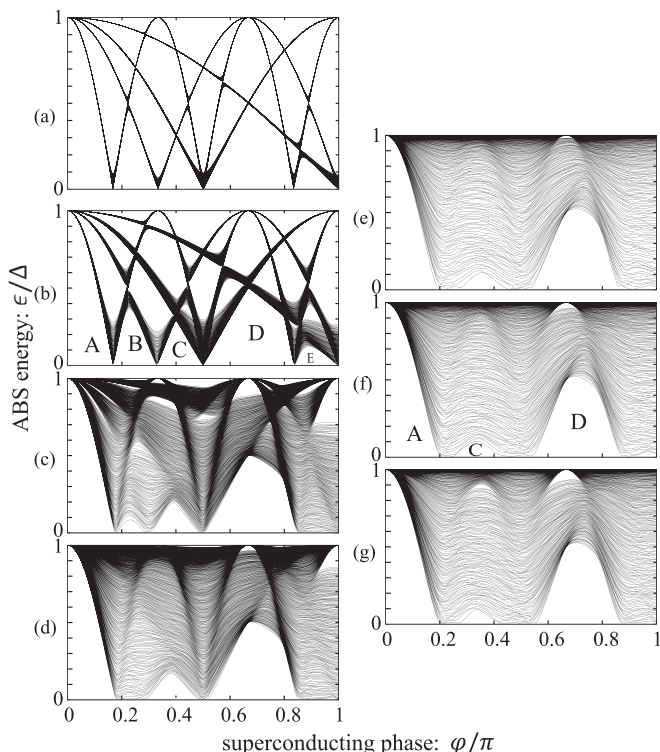 1
(a)
0
1
(b)
A B C D E
0
ABS energy: ϵ/Δ
1
(c)
0
1
(d)
0
0 0.2 0.4 0.6 0.8 1
1
(e)
0
1
(f)
A C D
0
1
(g)
0
0 0.2 0.4 0.6 0.8 1
superconducting phase: φ/π